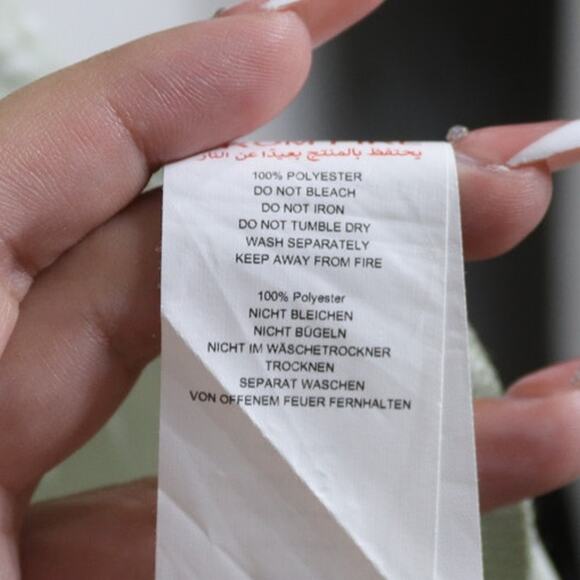 يحتفظ بالمنتج بعيدًا عن النار
100% POLYESTER
DO NOT BLEACH
DO NOT IRON
DO NOT TUMBLE DRY
WASH SEPARATELY
KEEP AWAY FROM FIRE
100% Polyester
NICHT BLEICHEN
NICHT BÜGELN
NICHT IM WÄSCHETROCKNER
TROCKNEN
SEPARAT WASCHEN
VON OFFENEM FEUER FERNHALTEN